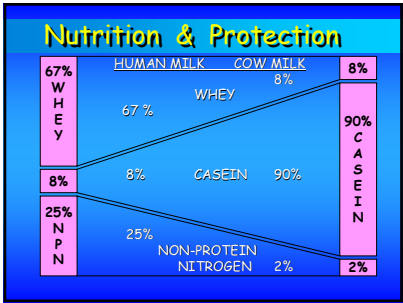 Nutrition & Protection
HUMAN MILK COW MILK
67%
W
H
E
Y
8%
8%
WHEY
67 %
90%
C
A
S
E
I
N
8%
8% CASEIN 90%
25%
N
P
N
25%
NON-PROTEIN
NITROGEN 2%
2%